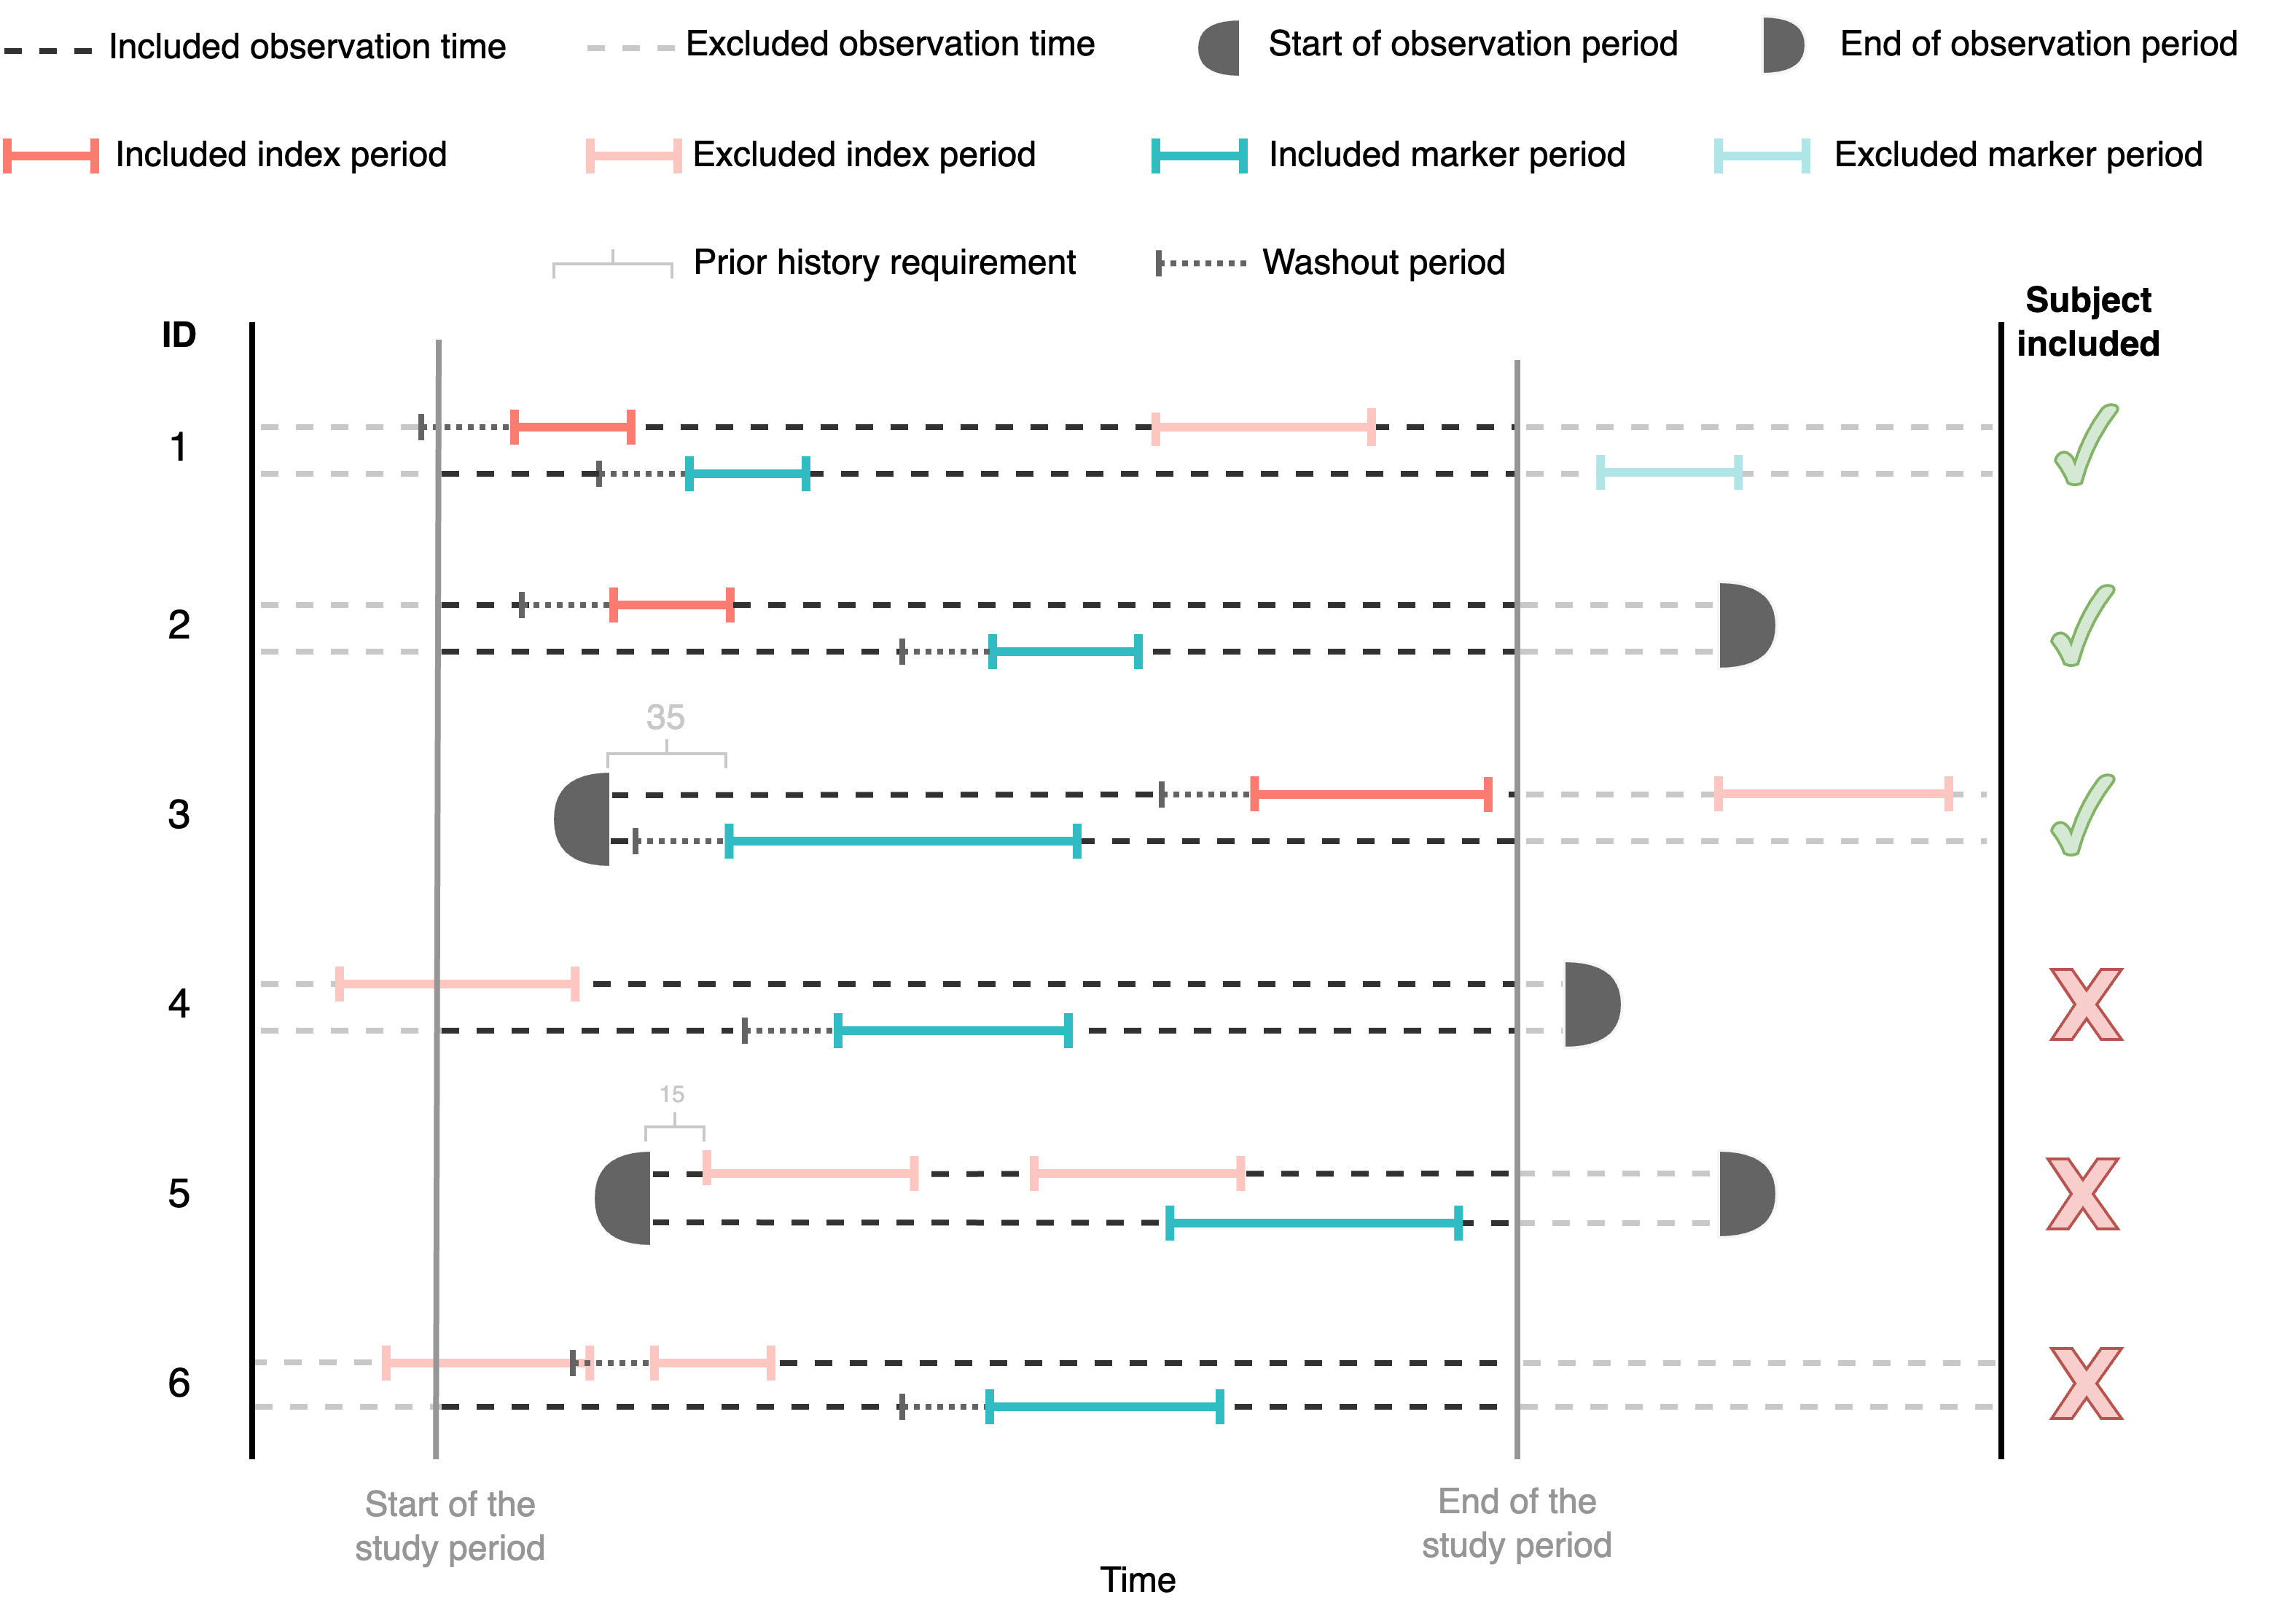 Included observation time
Excluded observation time
Start of observation period
End of observation period
Included index period
Excluded index period
Included marker period
Excluded marker period
Prior history requirement
Washout period
ID
Subject
included
1
2
35
3
4
15
5
6
Start of the
study period
End of the
study period
Time